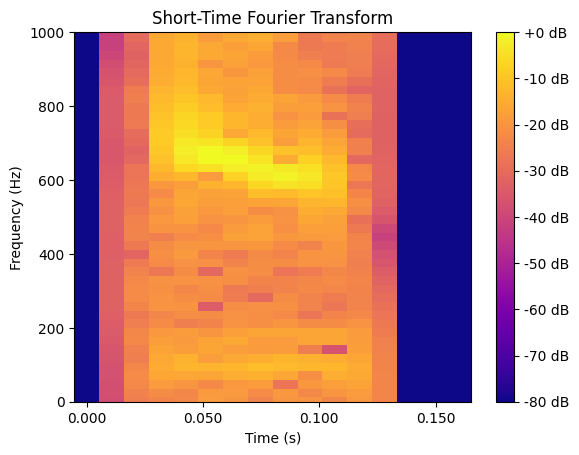 Short-Time Fourier Transform
1000
800
600
400
200
0
Frequency (Hz)
0.000
0.050
0.100
0.150
Time (s)
+0 dB
-10 dB
-20 dB
-30 dB
-40 dB
-50 dB
-60 dB
-70 dB
-80 dB